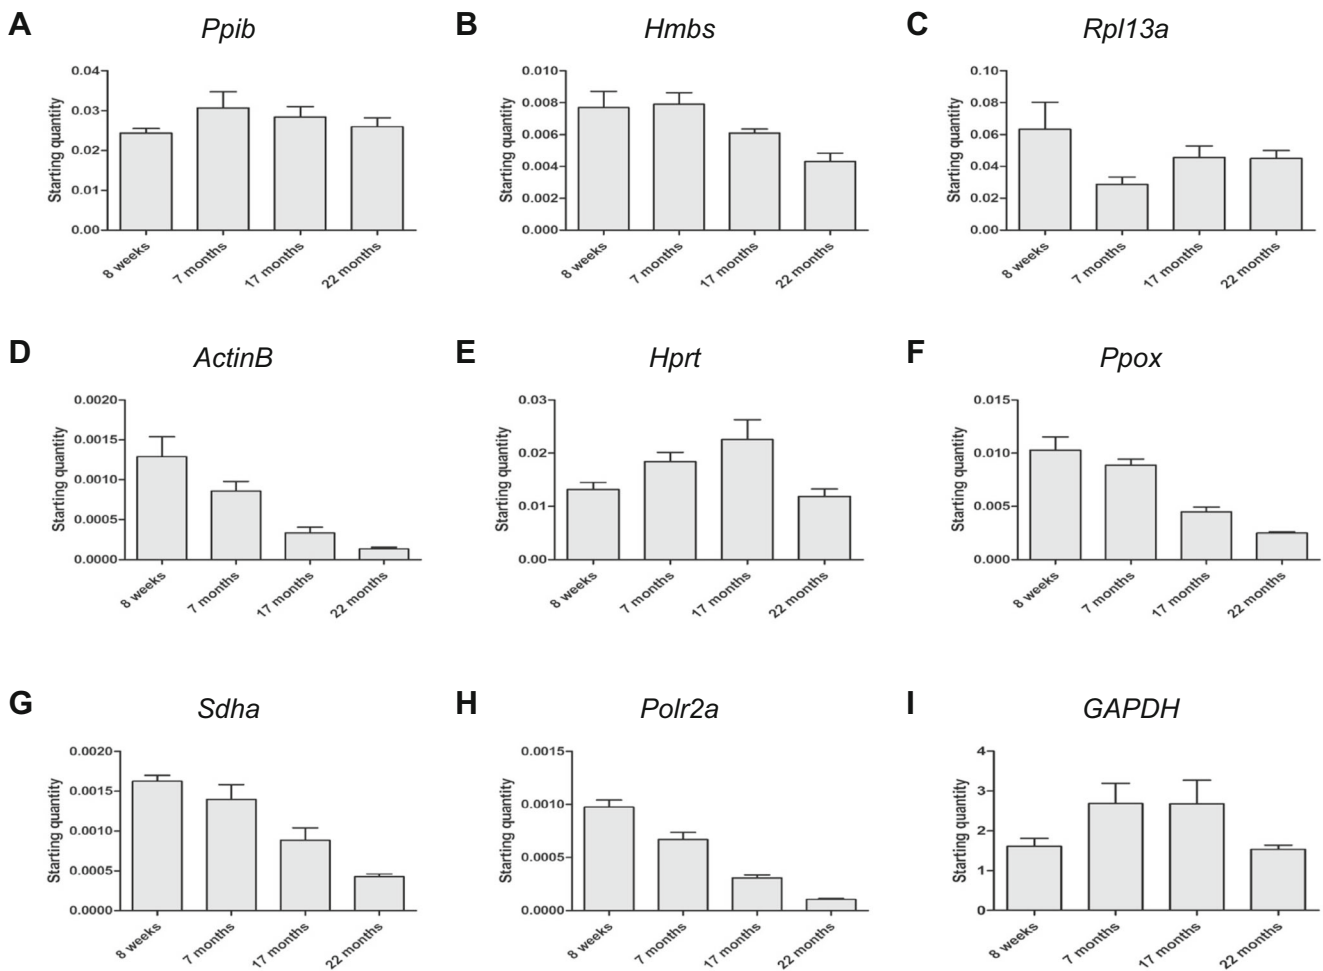 A
Ppib
Starting quantity
0.04
0.03
0.02
0.01
0.00
8 weeks
7 months
17 months
22 months
B
Hmbs
Starting quantity
0.010
0.008
0.006
0.004
0.002
0.000
8 weeks
7 months
17 months
22 months
C
Rpl13a
Starting quantity
0.10
0.08
0.06
0.04
0.02
0.00
8 weeks
7 months
17 months
22 months
D
ActinB
Starting quantity
0.0020
0.0015
0.0010
0.0005
0.0000
8 weeks
7 months
17 months
22 months
E
Hprt
Starting quantity
0.03
0.02
0.01
0.00
8 weeks
7 months
17 months
22 months
F
Ppox
Starting quantity
0.015
0.010
0.005
0.000
8 weeks
7 months
17 months
22 months
G
Sdha
Starting quantity
0.0020
0.0015
0.0010
0.0005
0.0000
8 weeks
7 months
17 months
22 months
H
Polr2a
Starting quantity
0.0015
0.0010
0.0005
0.0000
8 weeks
7 months
17 months
22 months
I
GAPDH
Starting quantity
4
3
2
1
0
8 weeks
7 months
17 months
22 months